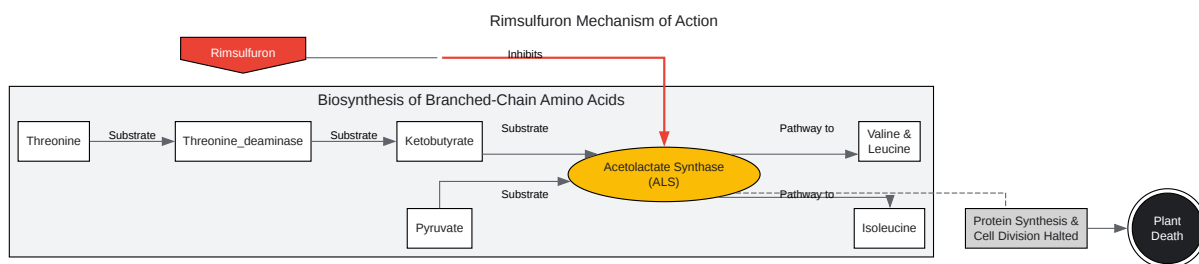 Rimsulfuron Mechanism of Action
Rimsulfuron
Inhibits
Biosynthesis of Branched-Chain Amino Acids
Threonine
Substrate
Threonine_deaminase
Substrate
Ketobutyrate
Substrate
Acetolactate Synthase
(ALS)
Pathway to
Valine &
Leucine
Pyruvate
Substrate
Pathway to
Isoleucine
Protein Synthesis &
Cell Division Halted
Plant
Death